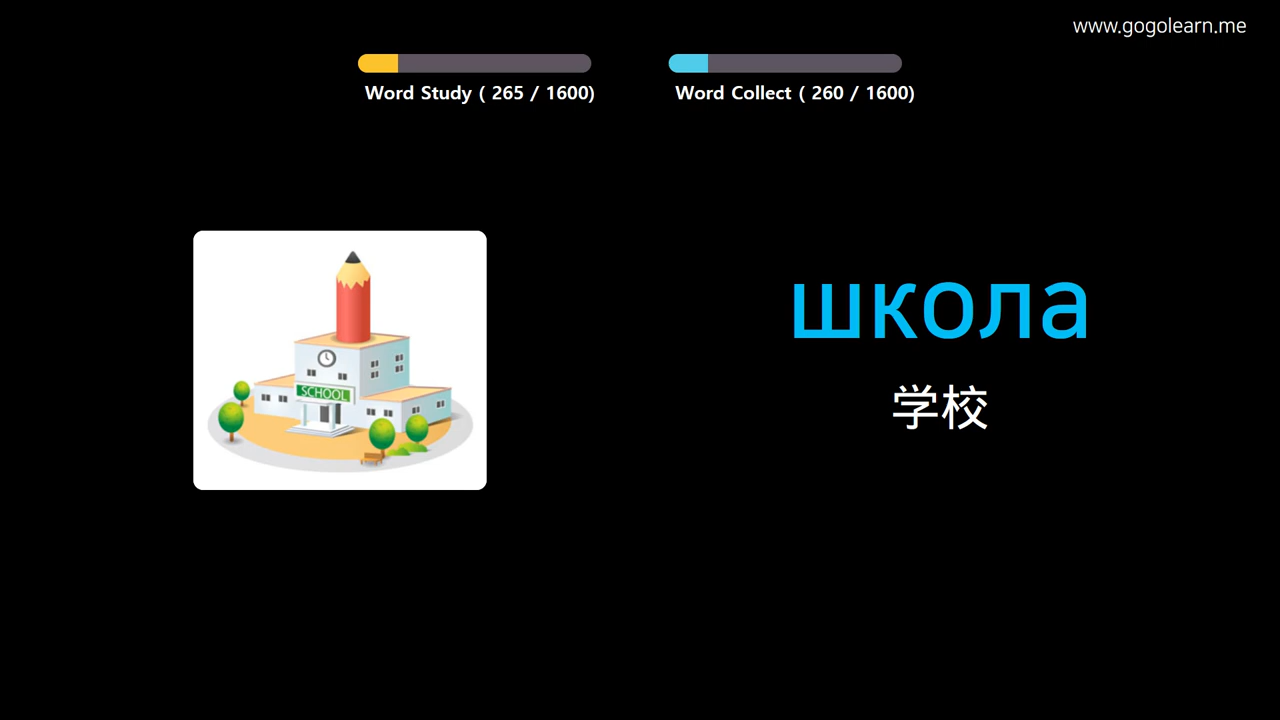 www.gogolearn.me
Word Study ( 265 / 1600)
Word Collect ( 260 / 1600)
SCHOOL
школа
学校